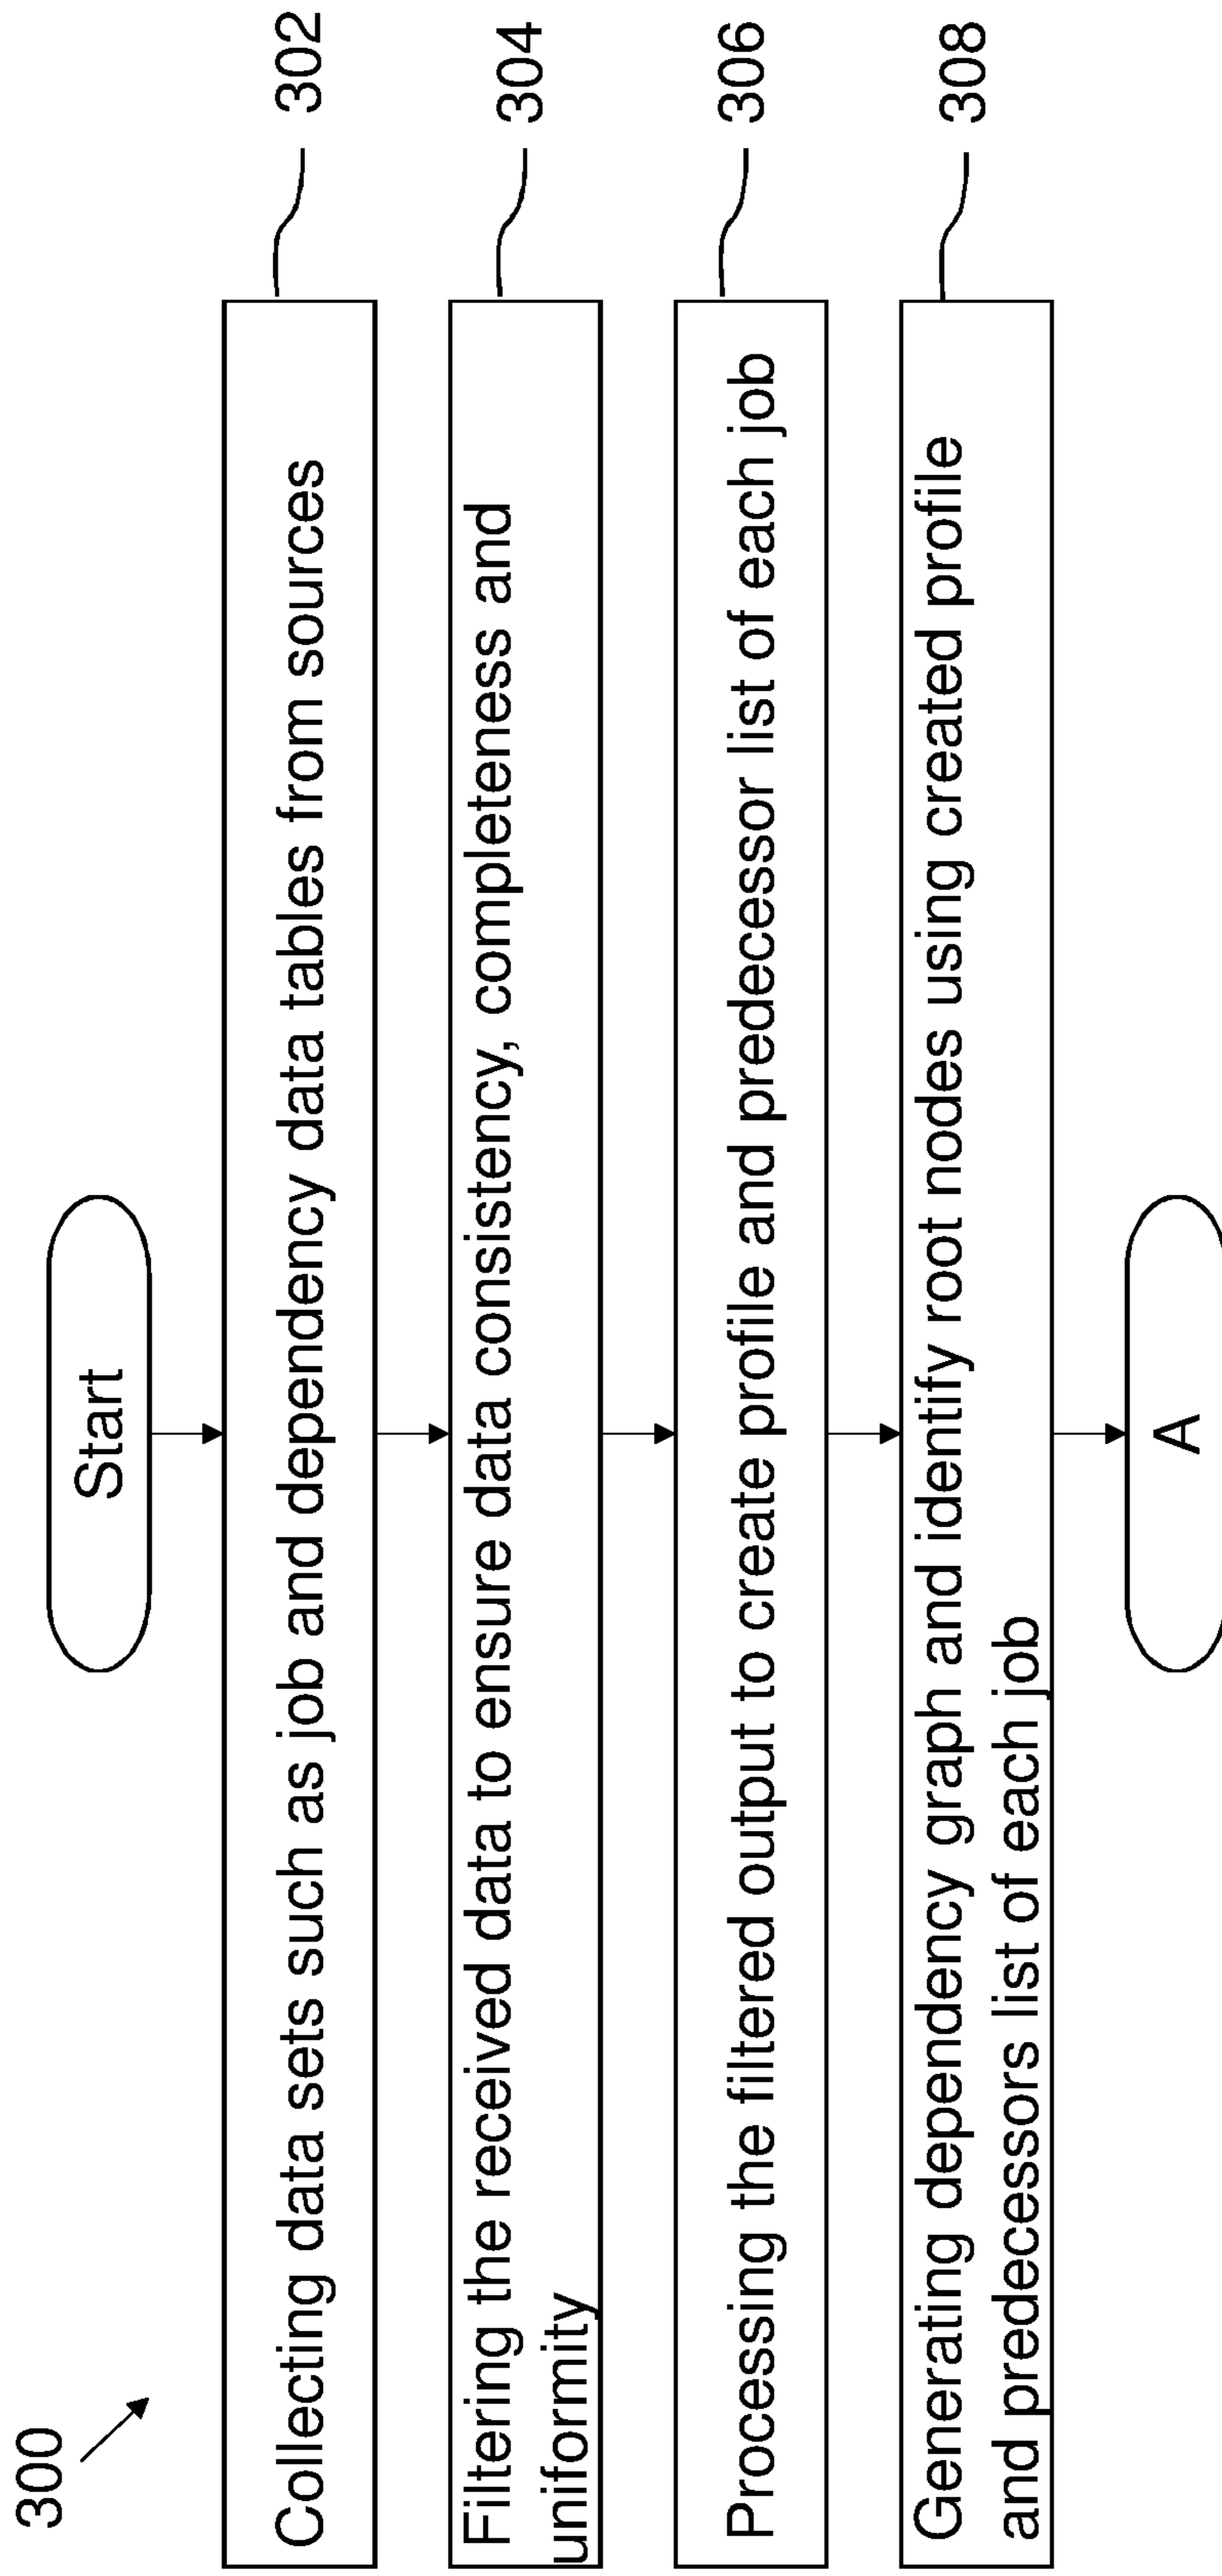 300
Start
Collecting data sets such as job and dependency data tables from sources
302
Filtering the received data to ensure data consistency, completeness and
uniformity
304
Processing the filtered output to create profile and predecessor list of each job
306
Generating dependency graph and identify root nodes using created profile
and predecessors list of each job
308
A